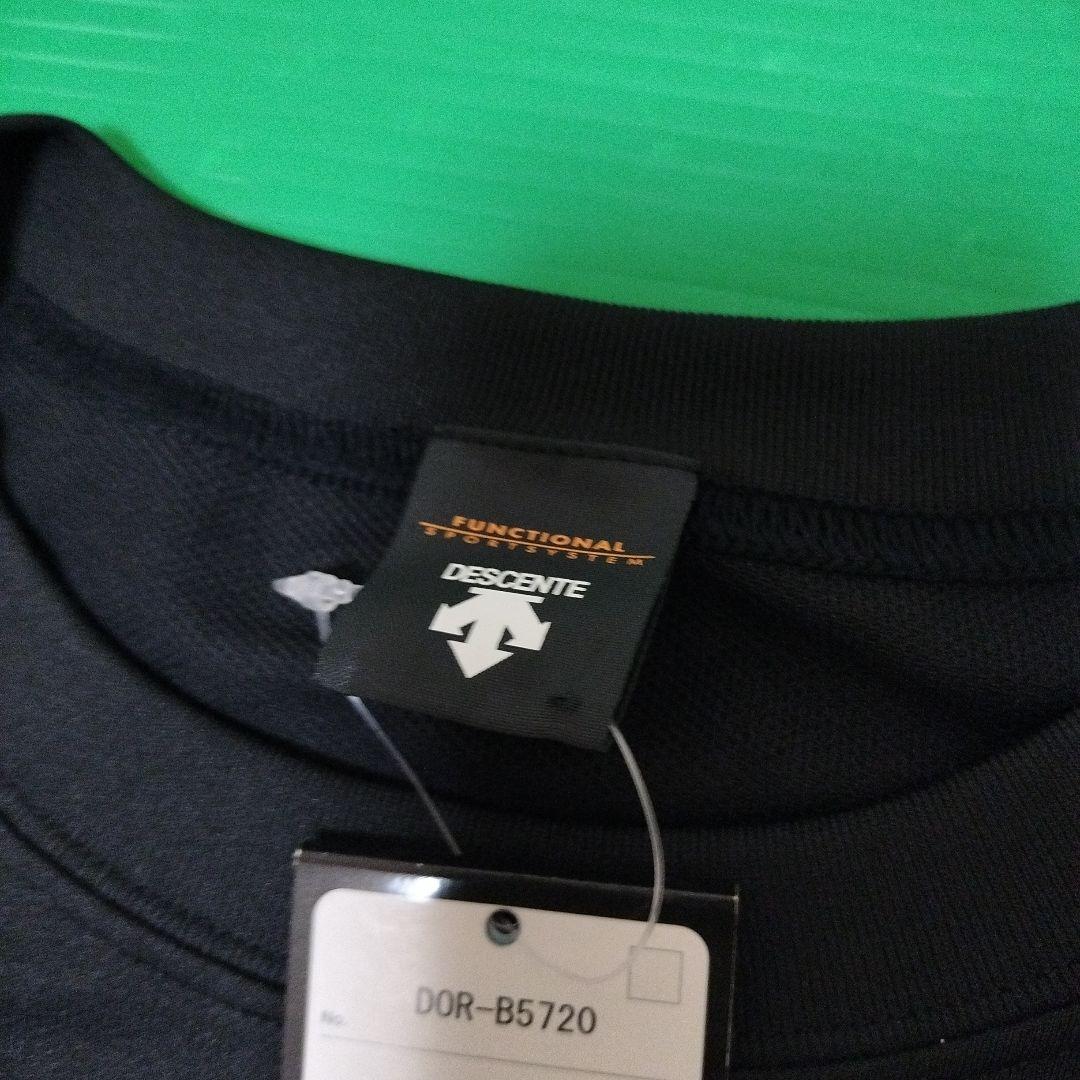 FUNCTIONAL
SPORTSYSTEM
DESCENTE
DOR-B5720
No.